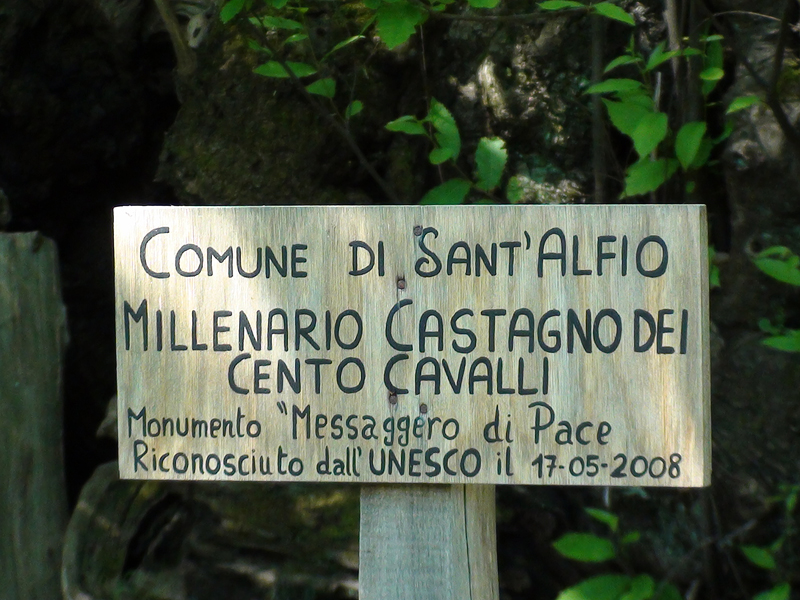 COMUNE DI SANT'ALFIO
MILLENARIO CASTAGNO DEI
CENTO CAVALLI
Monumento "Messaggero di Pace
Riconosciuto dall'UNESCO il 17-05-2008